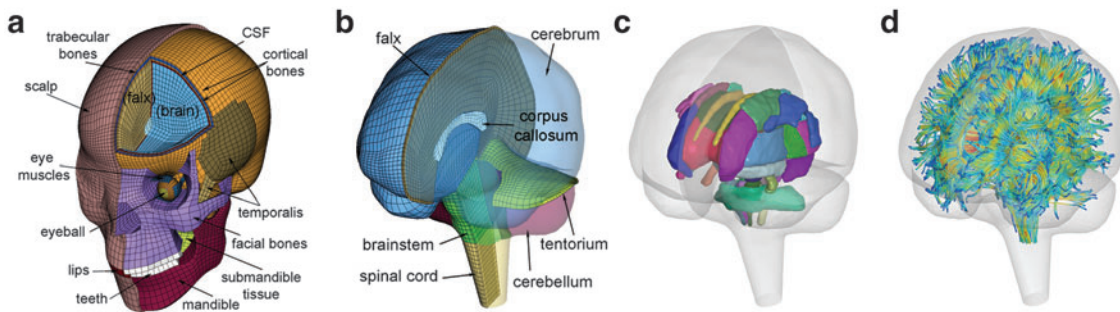 a
trabecular
bones
CSF
cortical
bones
scalp
(falx)
(brain)
eye
muscles
temporalis
eyeball
facial bones
lips
submandible
tissue
teeth
mandible
b
falx
cerebrum
corpus
callosum
brainstem
tentorium
spinal cord
cerebellum
c
d